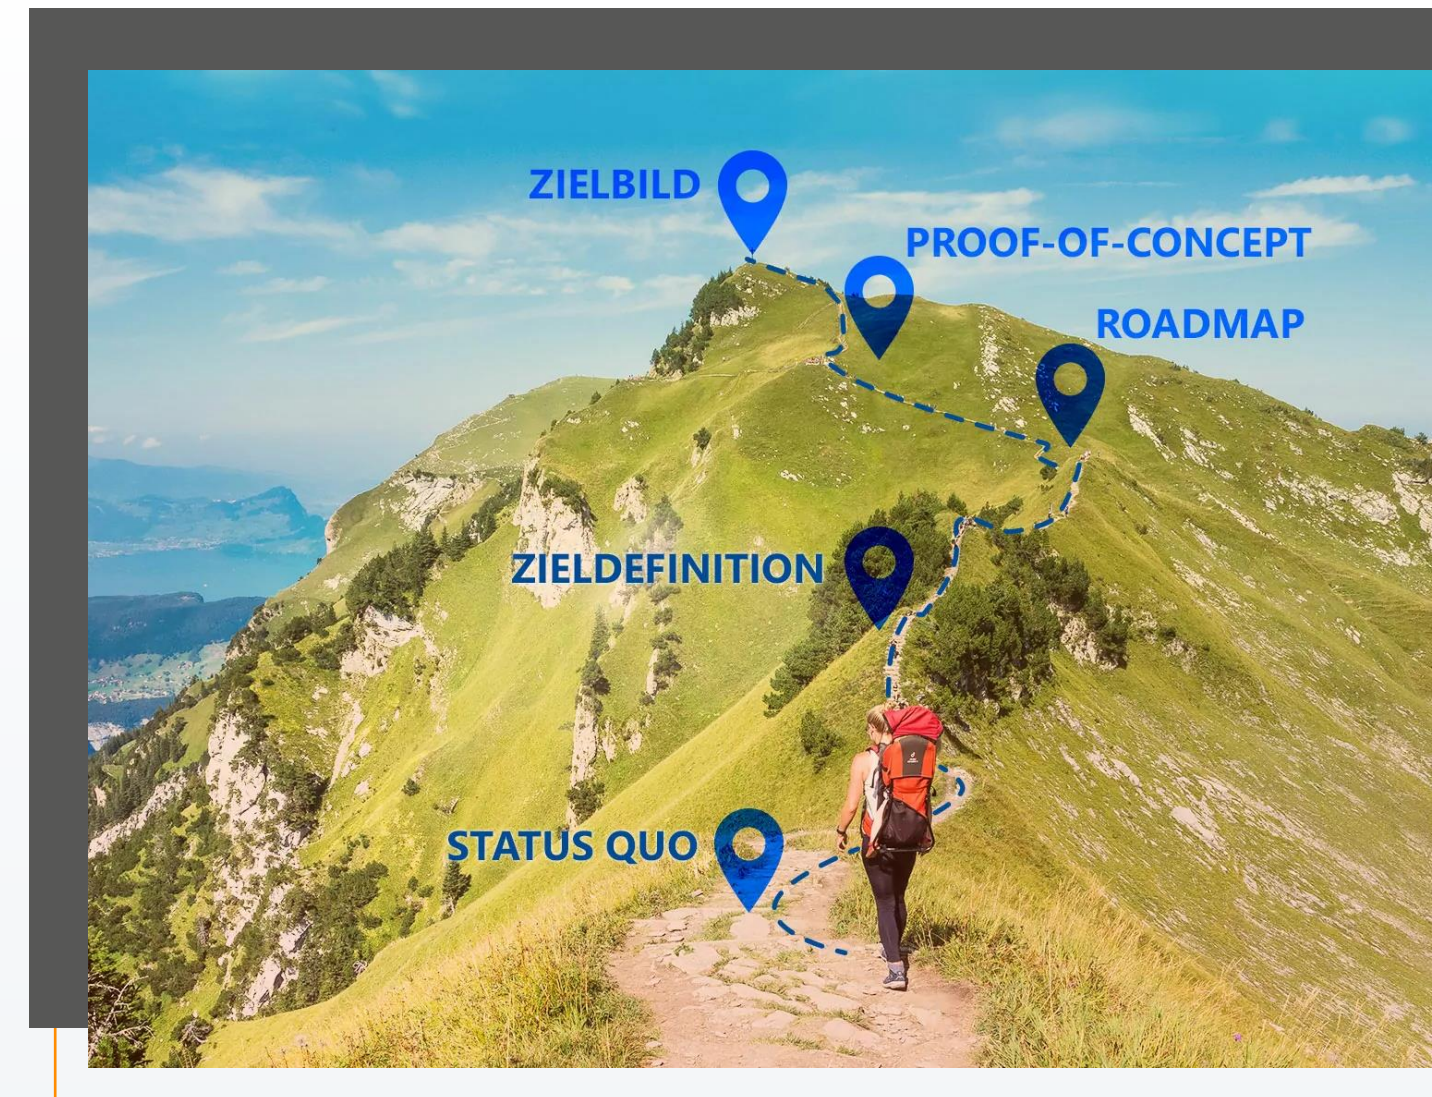 ZIELBILD
PROOF-OF-CONCEPT
ROADMAP
ZIELDEFINITION
STATUS QUO